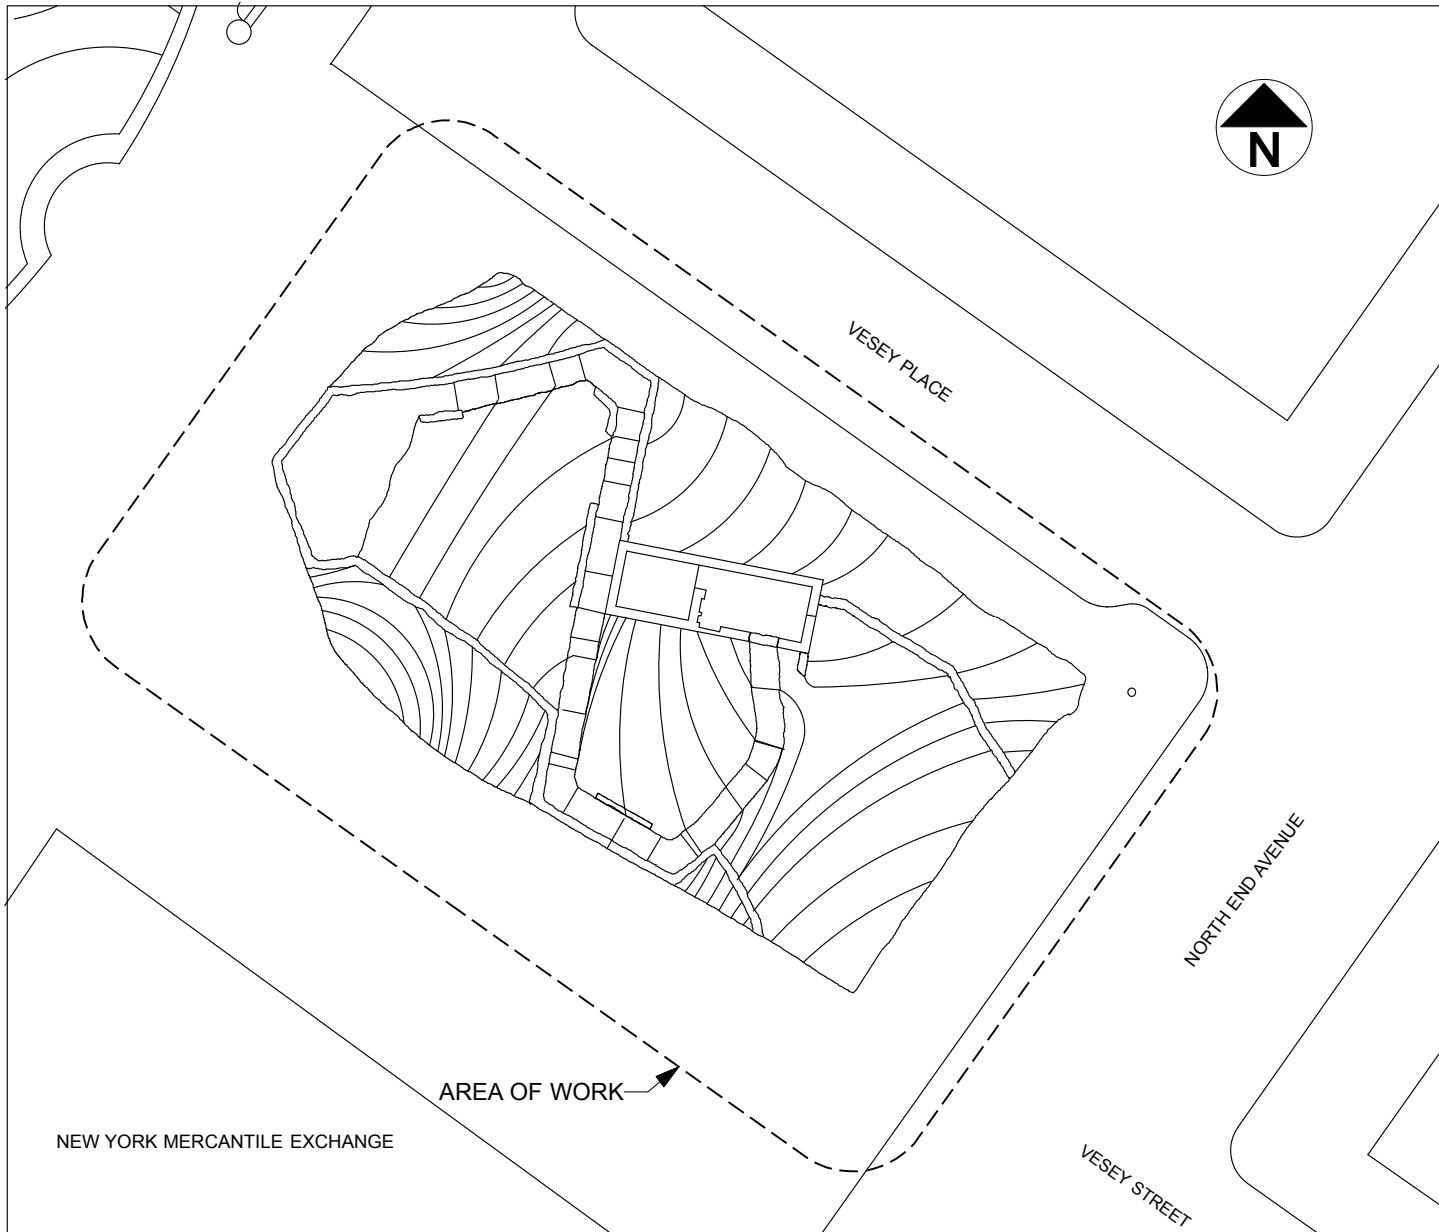 N
VESEY PLACE
NORTH END AVENUE
AREA OF WORK
NEW YORK MERCANTILE EXCHANGE
VESEY STREET